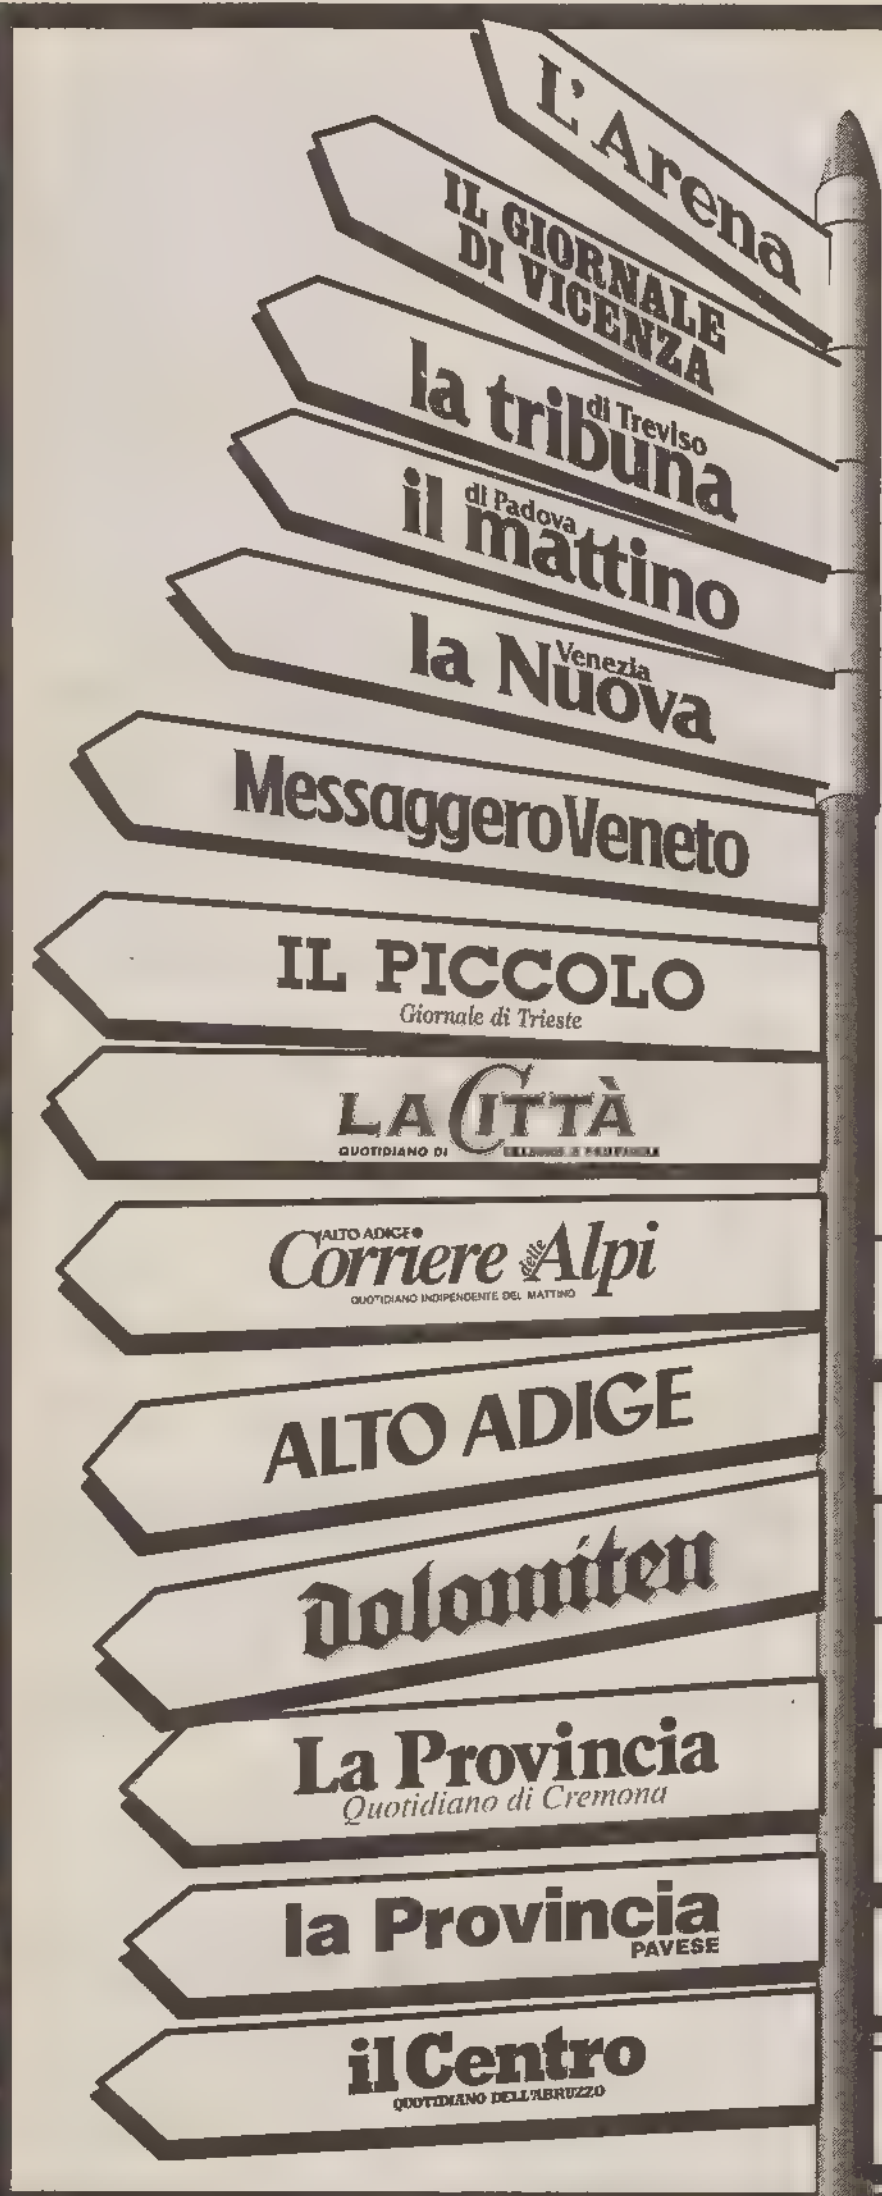 L'Arena
IL GIORNALE
DI VICENZA
la tribuna
di Treviso
il mattino
di Padova
la Nuova
Venezia
MessaggeroVeneto
IL PICCOLO
Giornale di Trieste
LA CITTÀ
QUOTIDIANO DI
ALTO ADIGE
Corriere delle Alpi
QUOTIDIANO INDIPENDENTE DEL MATTINO
ALTO ADIGE
Dolomiten
La Provincia
Quotidiano di Cremona
la Provincia
PAVESE
il Centro
QUOTIDIANO DELL'ABRUZZO